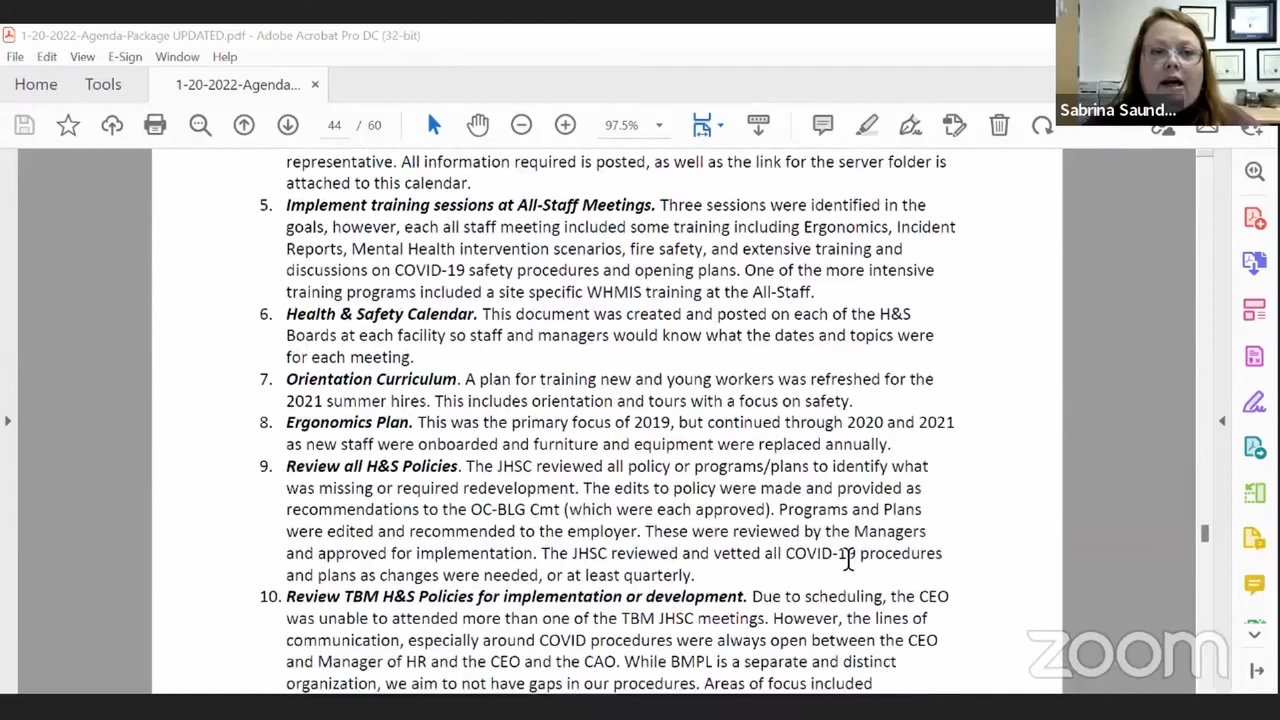 1-20-2022-Agenda-Package UPDATED.pdf - Adobe Acrobat Pro DC (32-bit)
File Edit View E-Sign Window Help
Home Tools 1-20-2022-Agenda... ×
44 / 60 97.5%
Sabrina Saund...
representative. All information required is posted, as well as the link for the server folder is
attached to this calendar.
5. Implement training sessions at All-Staff Meetings. Three sessions were identified in the
goals, however, each all staff meeting included some training including Ergonomics, Incident
Reports, Mental Health intervention scenarios, fire safety, and extensive training and
discussions on COVID-19 safety procedures and opening plans. One of the more intensive
training programs included a site specific WHMIS training at the All-Staff.
6. Health & Safety Calendar. This document was created and posted on each of the H&S
Boards at each facility so staff and managers would know what the dates and topics were
for each meeting.
7. Orientation Curriculum. A plan for training new and young workers was refreshed for the
2021 summer hires. This includes orientation and tours with a focus on safety.
8. Ergonomics Plan. This was the primary focus of 2019, but continued through 2020 and 2021
as new staff were onboarded and furniture and equipment were replaced annually.
9. Review all H&S Policies. The JHSC reviewed all policy or programs/plans to identify what
was missing or required redevelopment. The edits to policy were made and provided as
recommendations to the OC-BLG Cmt (which were each approved). Programs and Plans
were edited and recommended to the employer. These were reviewed by the Managers
and approved for implementation. The JHSC reviewed and vetted all COVID-19 procedures
and plans as changes were needed, or at least quarterly.
10. Review TBM H&S Policies for implementation or development. Due to scheduling, the CEO
was unable to attended more than one of the TBM JHSC meetings. However, the lines of
communication, especially around COVID procedures were always open between the CEO
and Manager of HR and the CEO and the CAO. While BMPL is a separate and distinct
organization, we aim to not have gaps in our procedures. Areas of focus included
zoom